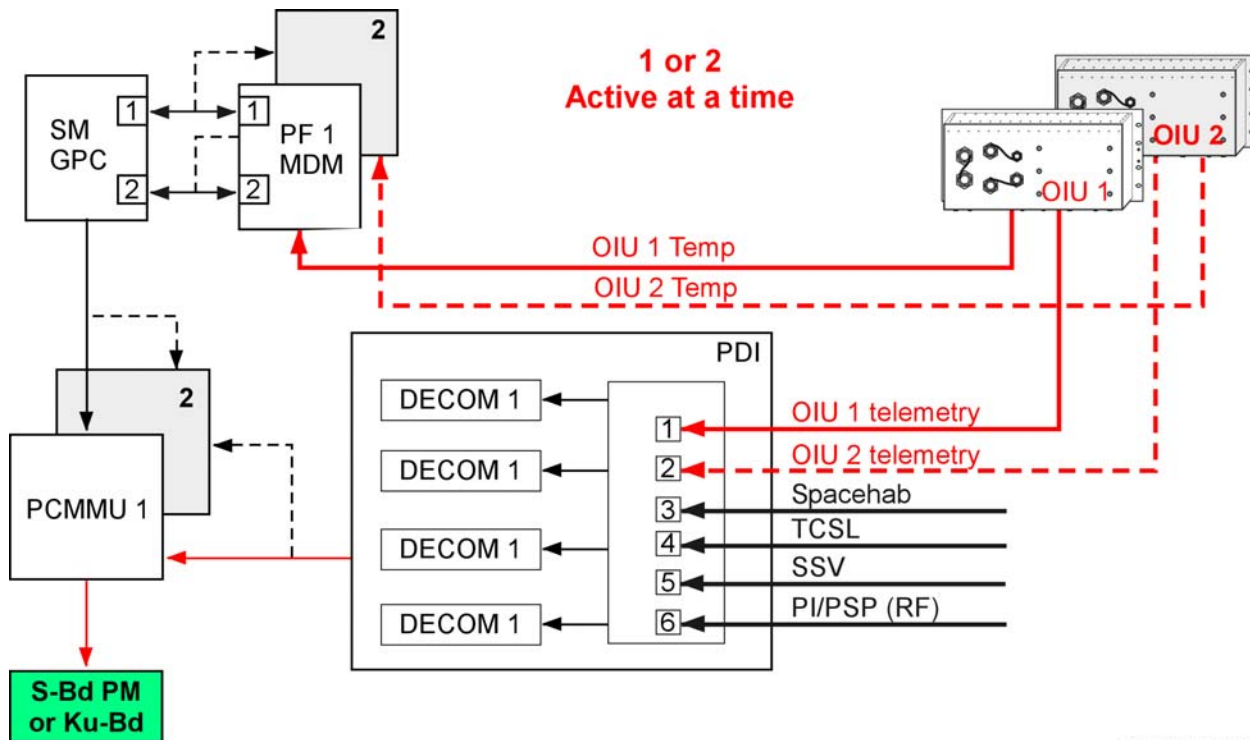 2
1 or 2
Active at a time
SM
GPC
1
2
1
2
PF 1
MDM
OIU 2
OIU 1
OIU 1 Temp
OIU 2 Temp
PDI
2
PCMMU 1
DECOM 1
DECOM 1
DECOM 1
DECOM 1
1
2
3
4
5
6
OIU 1 telemetry
OIU 2 telemetry
Spacehab
TCSL
SSV
PI/PSP (RF)
S-Bd PM
or Ku-Bd